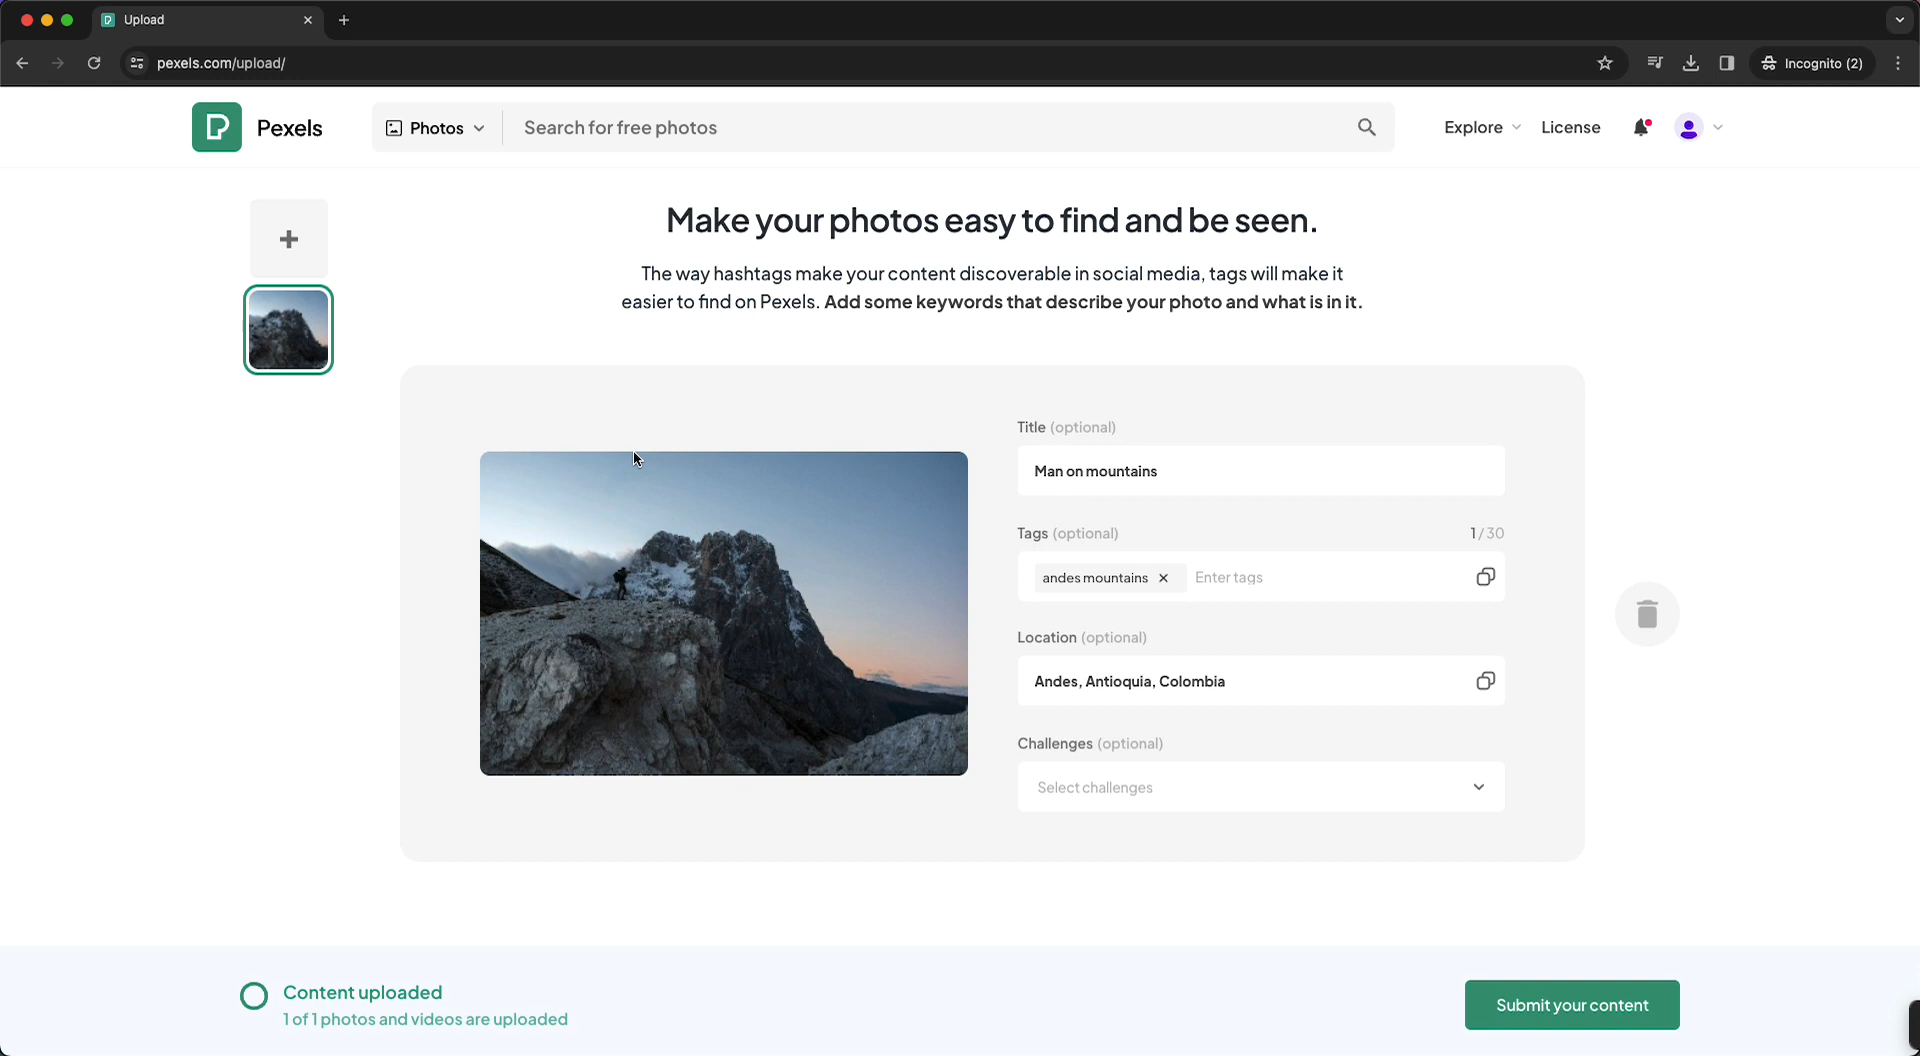 Upload
pexels.com/upload/
Incognito (2)
Pexels
Photos
Search for free photos
Explore
License
Make your photos easy to find and be seen.
The way hashtags make your content discoverable in social media, tags will make it
easier to find on Pexels. Add some keywords that describe your photo and what is in it.
Title (optional)
Man on mountains
Tags (optional)
1/30
andes mountains
Enter tags
Location (optional)
Andes, Antioquia, Colombia
Challenges (optional)
Select challenges
Content uploaded
1 of 1 photos and videos are uploaded
Submit your content